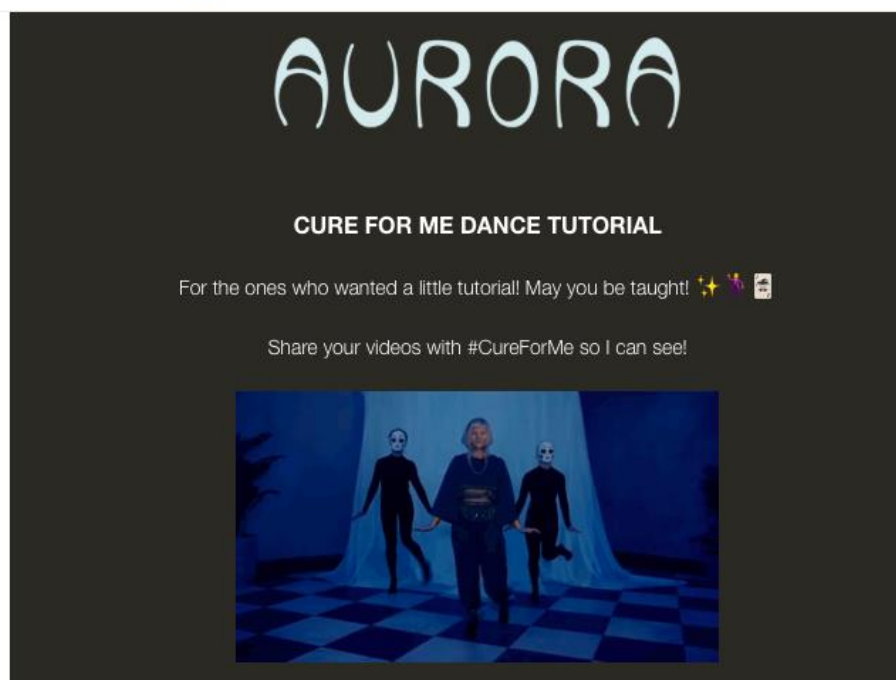 AURORA
CURE FOR ME DANCE TUTORIAL
For the ones who wanted a little tutorial! May you be taught! ✨💃🃏
Share your videos with #CureForMe so I can see!